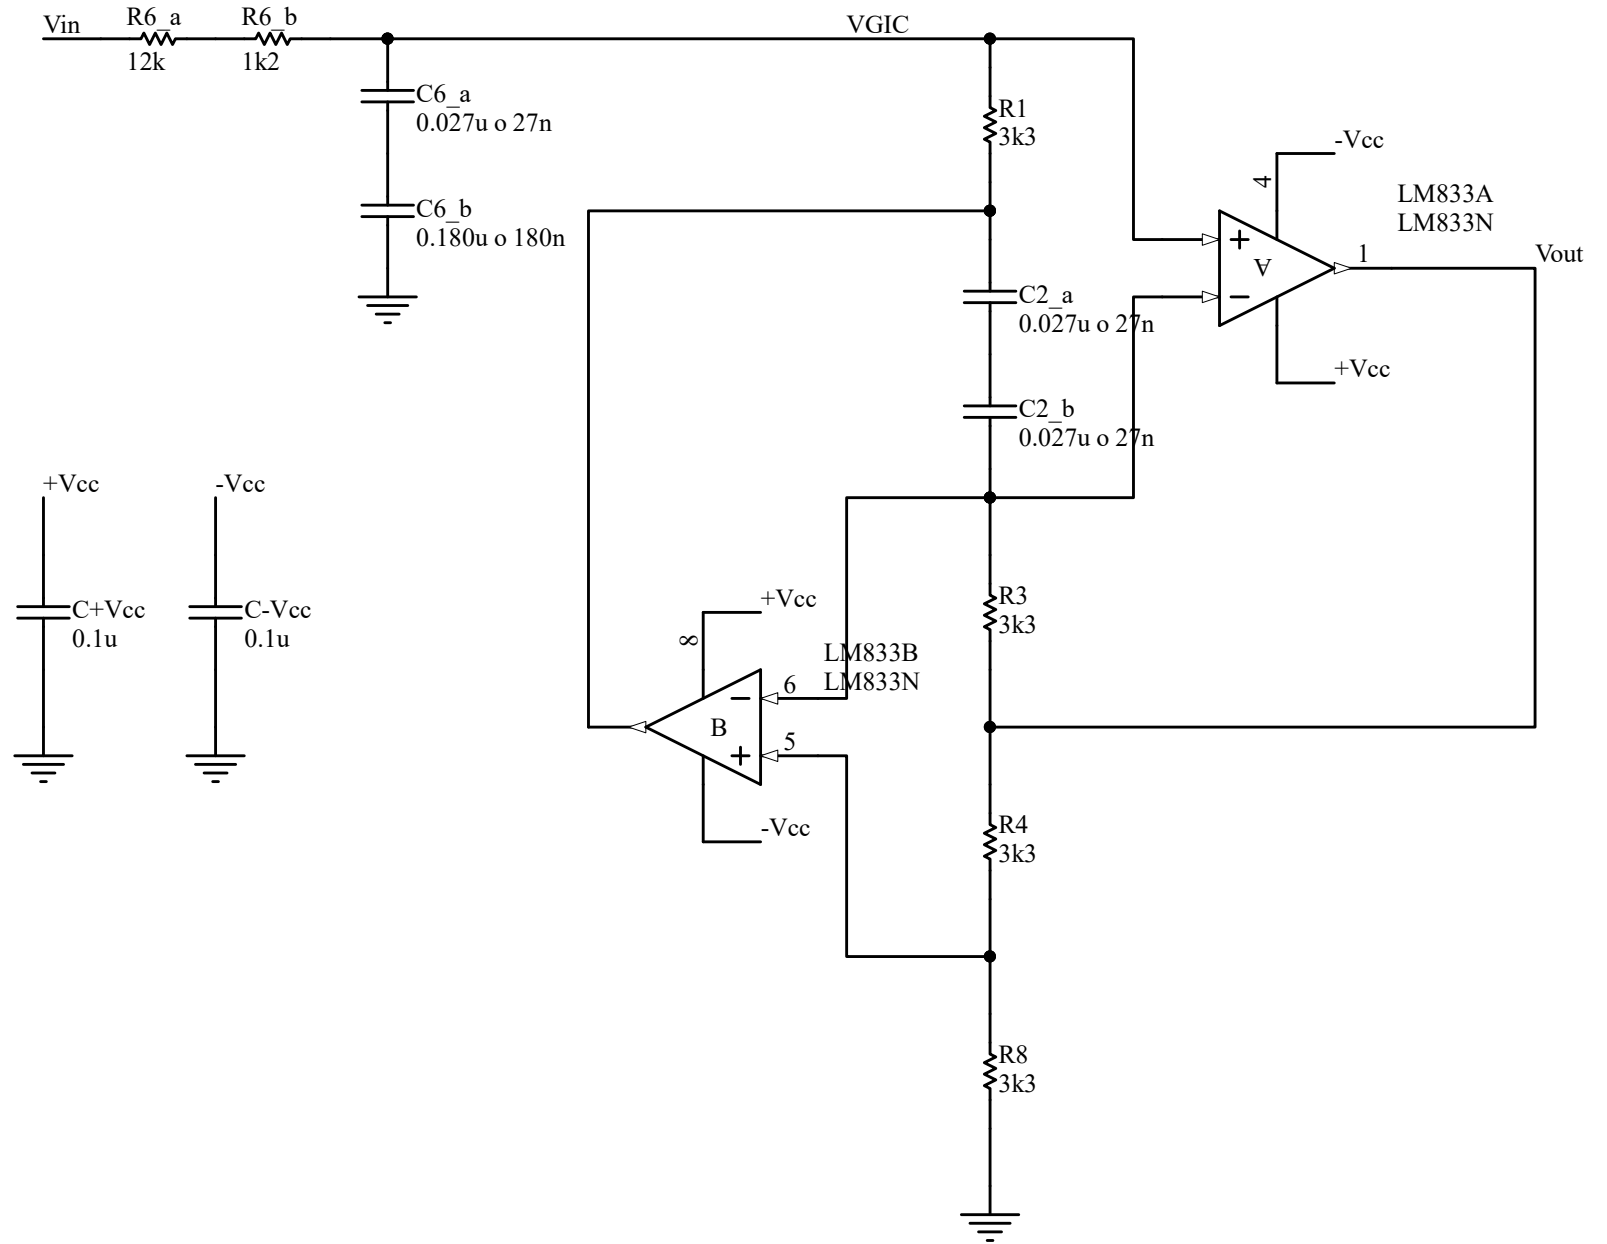 Vin
R6_a
12k
R6_b
1k2
VGIC
C6_a
0.027u o 27n
C6_b
0.180u o 180n
R1
3k3
-Vcc
4
LM833A
LM833N
+
A
-
1
Vout
+Vcc
C2_a
0.027u o 27n
C2_b
0.027u o 27n
+Vcc
C+Vcc
0.1u
-Vcc
C-Vcc
0.1u
R3
3k3
+Vcc
8
LM833B
LM833N
6
-
B
5
+
-Vcc
R4
3k3
R8
3k3